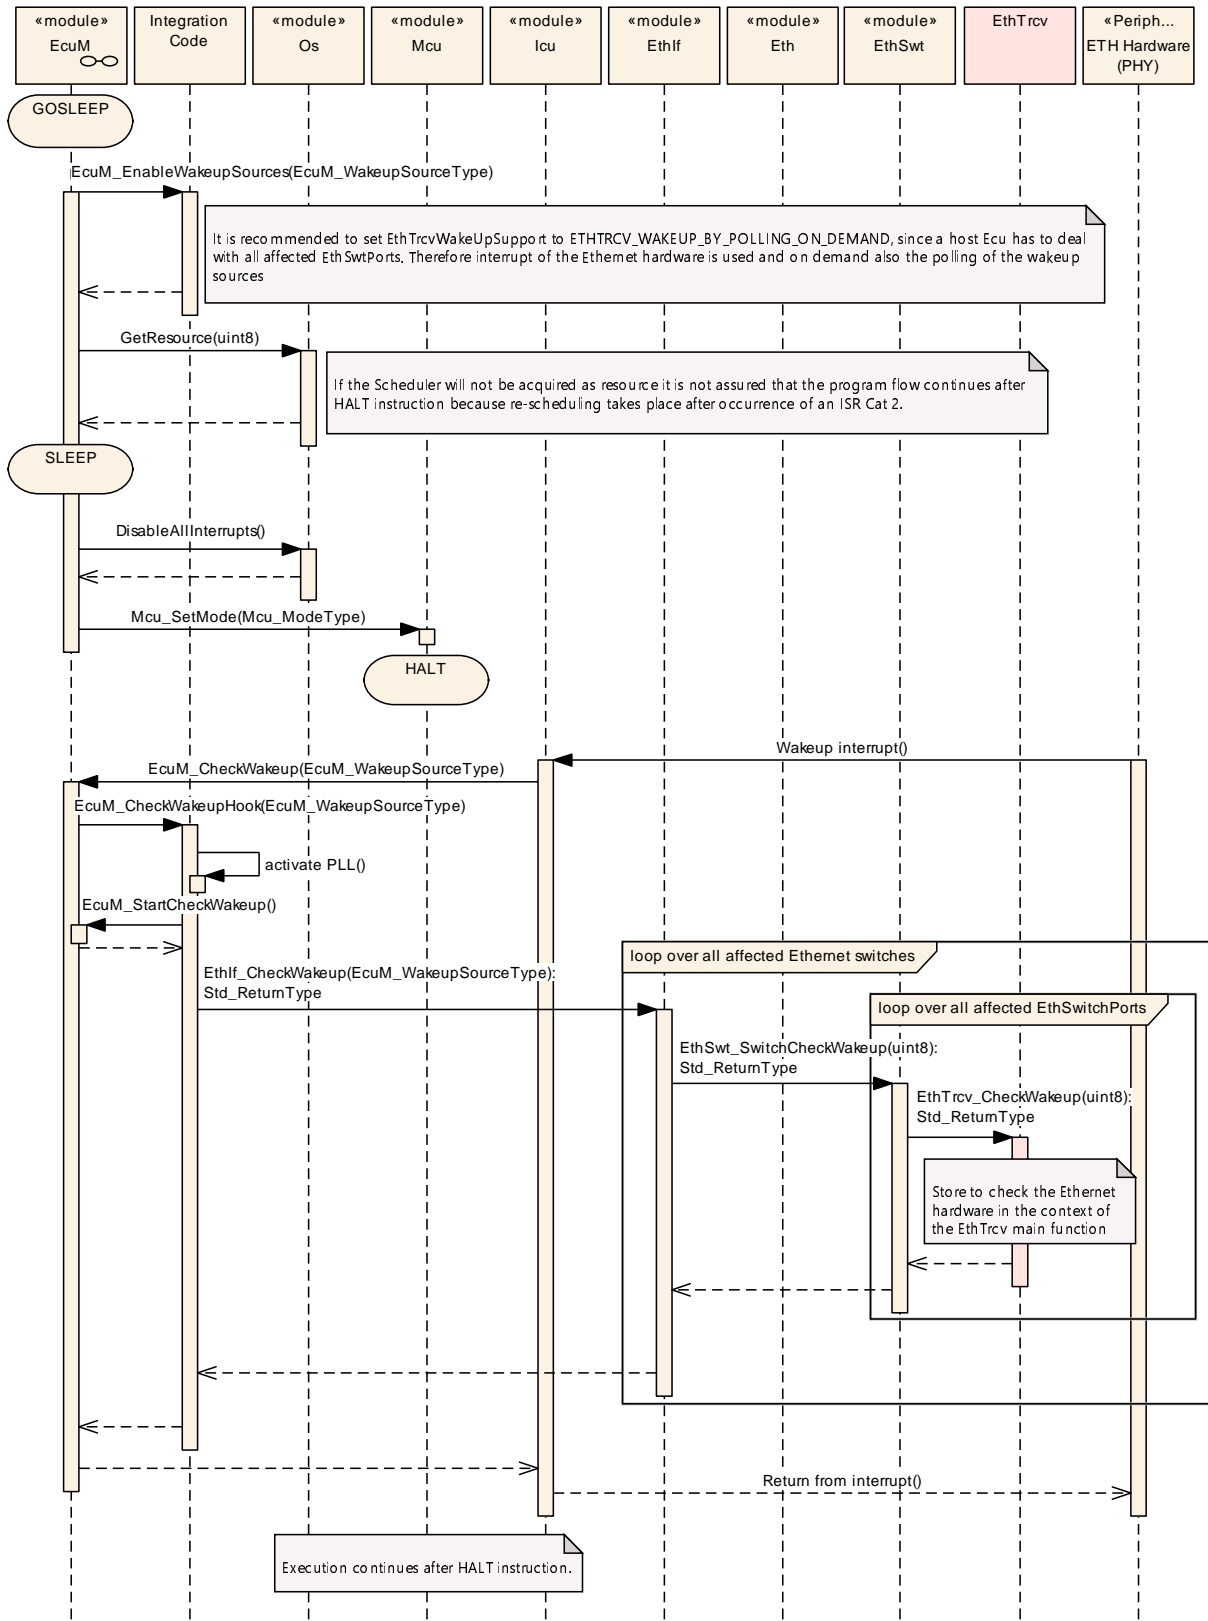 «module»
EcuM
Integration
Code
«module»
Os
«module»
Mcu
«module»
Icu
«module»
EthIf
«module»
Eth
«module»
EthSwt
EthTrcv
«Periph...
ETH Hardware
(PHY)
GOSLEEP
EcuM_EnableWakeupSources(EcuM_WakeupSourceType)
It is recommended to set EthTrcvWakeUpSupport to ETHTRCV_WAKEUP_BY_POLLING_ON_DEMAND, since a host Ecu has to deal
with all affected EthSwtPorts. Therefore interrupt of the Ethernet hardware is used and on demand also the polling of the wakeup
sources
GetResource(uint8)
If the Scheduler will not be acquired as resource it is not assured that the program flow continues after
HALT instruction because re-scheduling takes place after occurrence of an ISR Cat 2.
SLEEP
DisableAllInterrupts()
Mcu_SetMode(Mcu_ModeType)
HALT
Wakeup interrupt()
EcuM_CheckWakeup(EcuM_WakeupSourceType)
EcuM_CheckWakeupHook(EcuM_WakeupSourceType)
activate PLL()
EcuM_StartCheckWakeup()
loop over all affected Ethernet switches
EthIf_CheckWakeup(EcuM_WakeupSourceType):
Std_ReturnType
loop over all affected EthSwitchPorts
EthSwt_SwitchCheckWakeup(uint8):
Std_ReturnType
EthTrcv_CheckWakeup(uint8):
Std_ReturnType
Store to check the Ethernet
hardware in the context of
the EthTrcv main function
Return from interrupt()
Execution continues after HALT instruction.